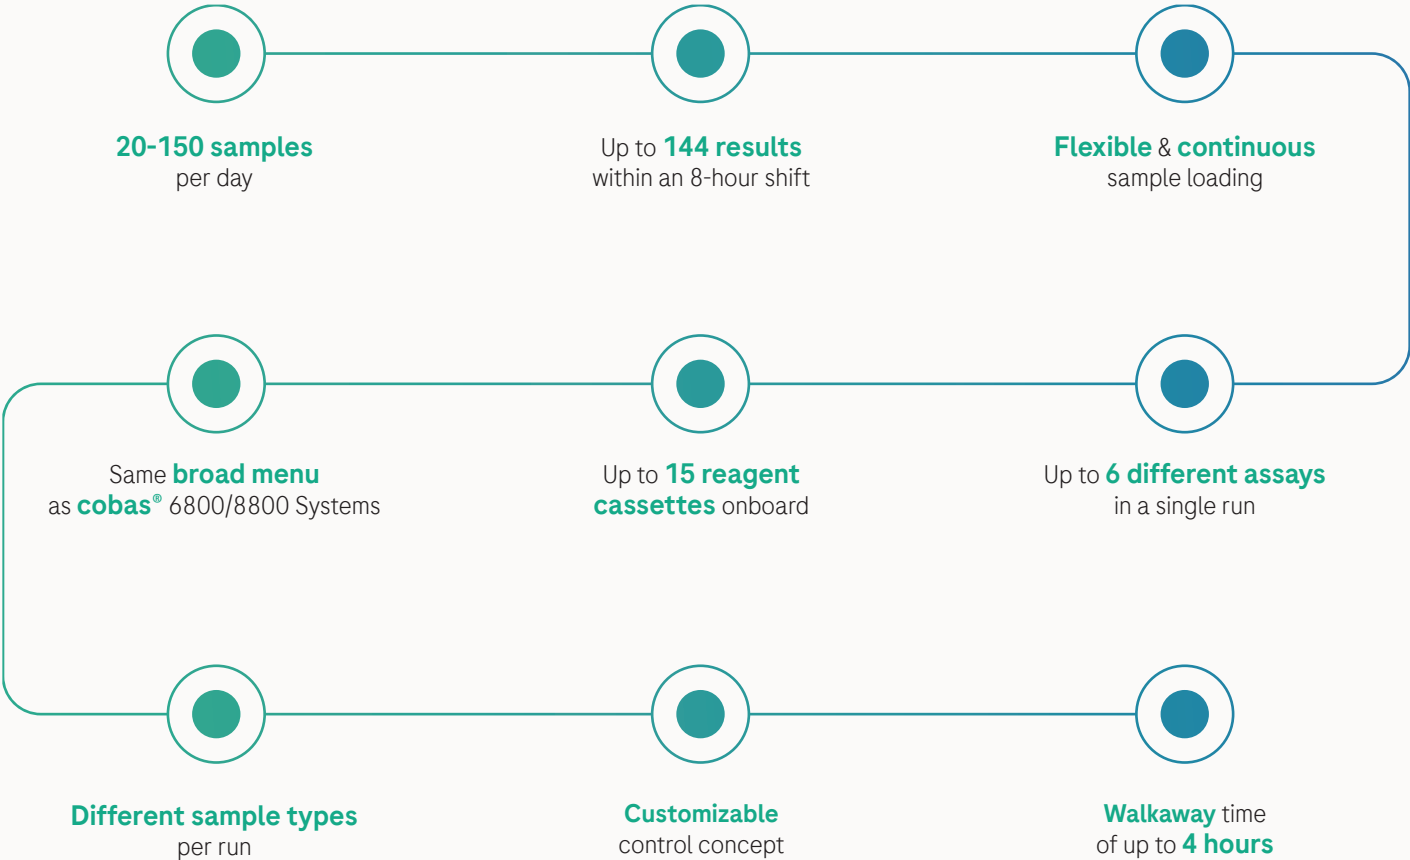 20-150 samples
per day
Up to 144 results
within an 8-hour shift
Flexible & continuous
sample loading
Same broad menu
as cobas® 6800/8800 Systems
Up to 15 reagent
cassettes onboard
Up to 6 different assays
in a single run
Different sample types
per run
Customizable
control concept
Walkaway time
of up to 4 hours